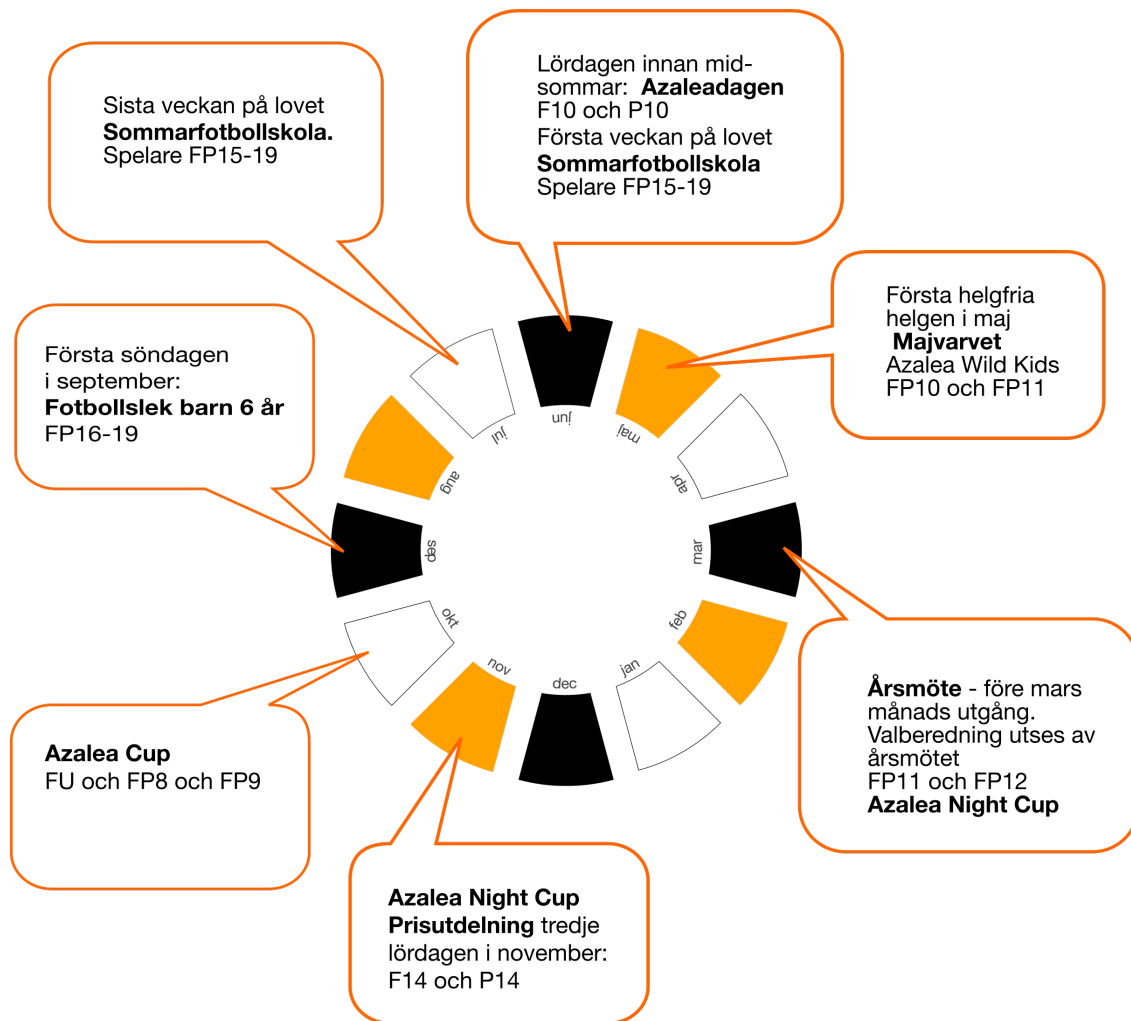 Lördagen innan mid-
sommar:  Azaleadagen
F10 och P10
Första veckan på lovet
Sommarfotbollskola
Spelare FP15-19
Sista veckan på lovet
Sommarfotbollskola.
Spelare FP15-19
Första helgfria
helgen i maj
Majvarvet
Azalea Wild Kids
FP10 och FP11
Första söndagen
i september:
Fotbollslek barn 6 år
FP16-19
jun
jul
maj
aug
apr
sep
mar
okt
feb
nov
jan
dec
Årsmöte - före mars
månads utgång.
Valberedning utses av
årsmötet
FP11 och FP12
Azalea Night Cup
Azalea Cup
FU och FP8 och FP9
Azalea Night Cup
Prisutdelning tredje
lördagen i november:
F14 och P14